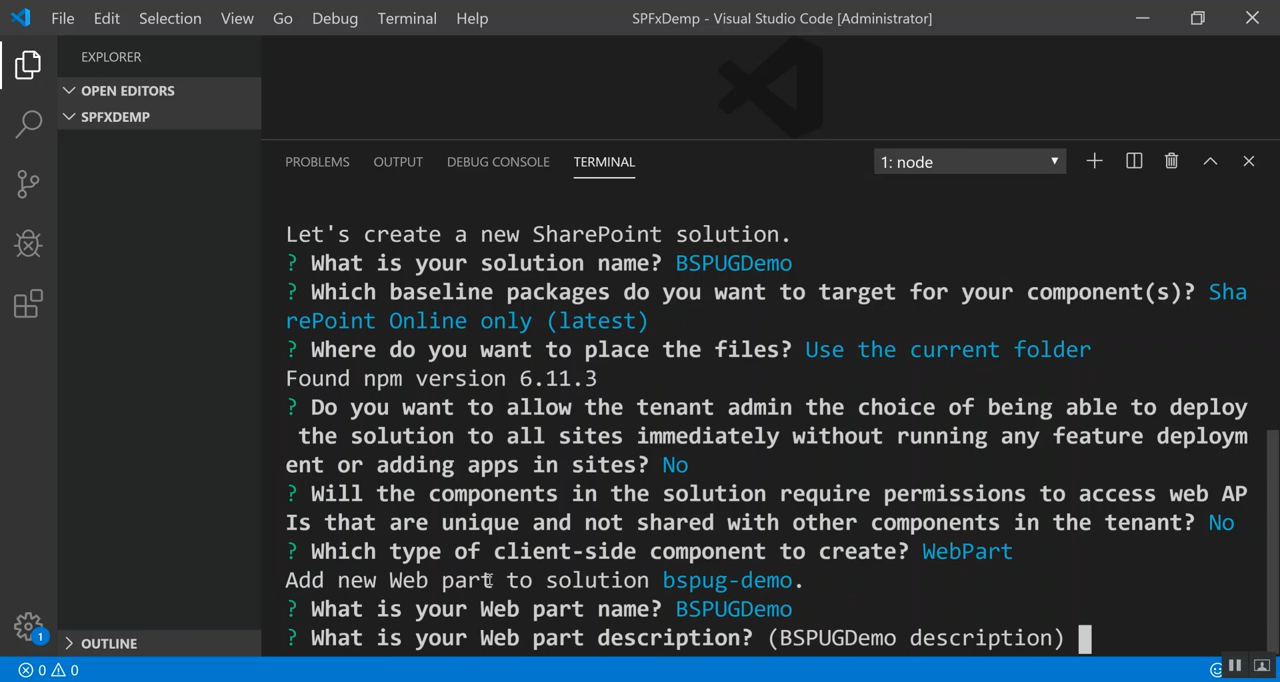 File Edit Selection View Go Debug Terminal Help SPFxDemp - Visual Studio Code [Administrator]
EXPLORER
OPEN EDITORS
SPFXDEMP
PROBLEMS OUTPUT DEBUG CONSOLE TERMINAL 1: node
Let's create a new SharePoint solution.
? What is your solution name? BSPUGDemo
? Which baseline packages do you want to target for your component(s)? Sha
rePoint Online only (latest)
? Where do you want to place the files? Use the current folder
Found npm version 6.11.3
? Do you want to allow the tenant admin the choice of being able to deploy
the solution to all sites immediately without running any feature deploym
ent or adding apps in sites? No
? Will the components in the solution require permissions to access web AP
Is that are unique and not shared with other components in the tenant? No
? Which type of client-side component to create? WebPart
Add new Web part to solution bspug-demo.
? What is your Web part name? BSPUGDemo
? What is your Web part description? (BSPUGDemo description)
1
OUTLINE
0 0